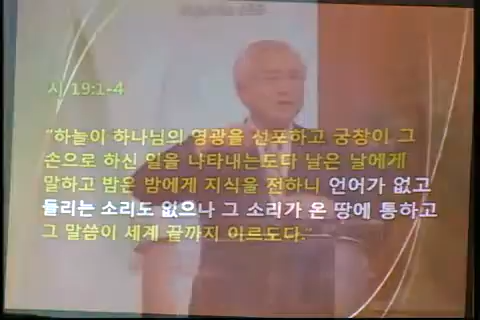 시 19:1-4
"하늘이 하나님의 영광을 선포하고 궁창이 그
손으로 하신 일을 나타내는도다 날은 날에게
말하고 밤은 밤에게 지식을 전하니 언어가 없고
들리는 소리도 없으나 그 소리가 온 땅에 통하고
그 말씀이 세계 끝까지 이르도다."